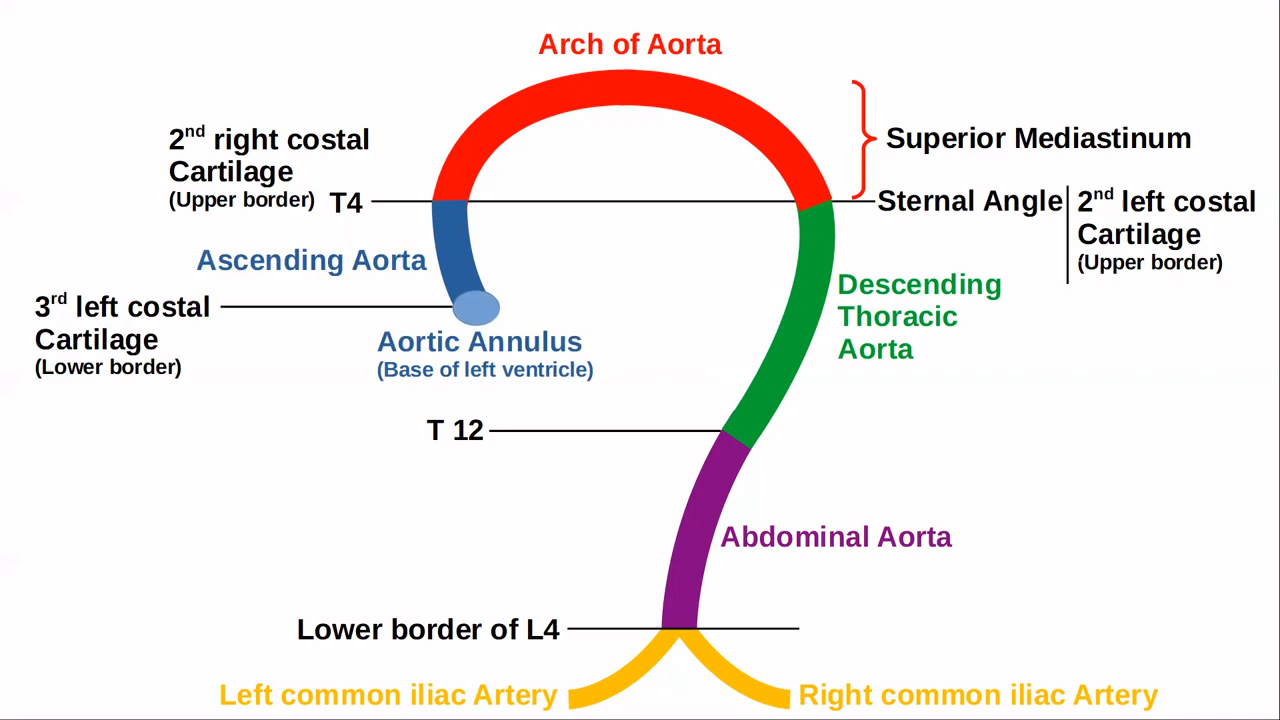 Arch of Aorta
2nd right costal
Cartilage
(Upper border)
T4
Superior Mediastinum
Sternal Angle
2nd left costal
Cartilage
(Upper border)
Ascending Aorta
3rd left costal
Cartilage
(Lower border)
Aortic Annulus
(Base of left ventricle)
Descending
Thoracic
Aorta
T 12
Abdominal Aorta
Lower border of L4
Left common iliac Artery
Right common iliac Artery